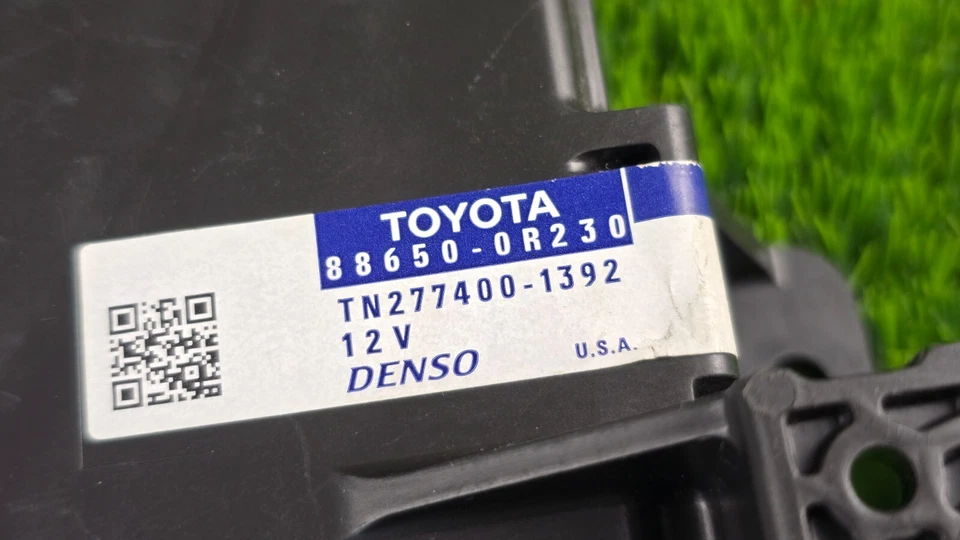 TOYOTA
88650-0R230
TN277400-1392
12V
DENSO
U.S.A.